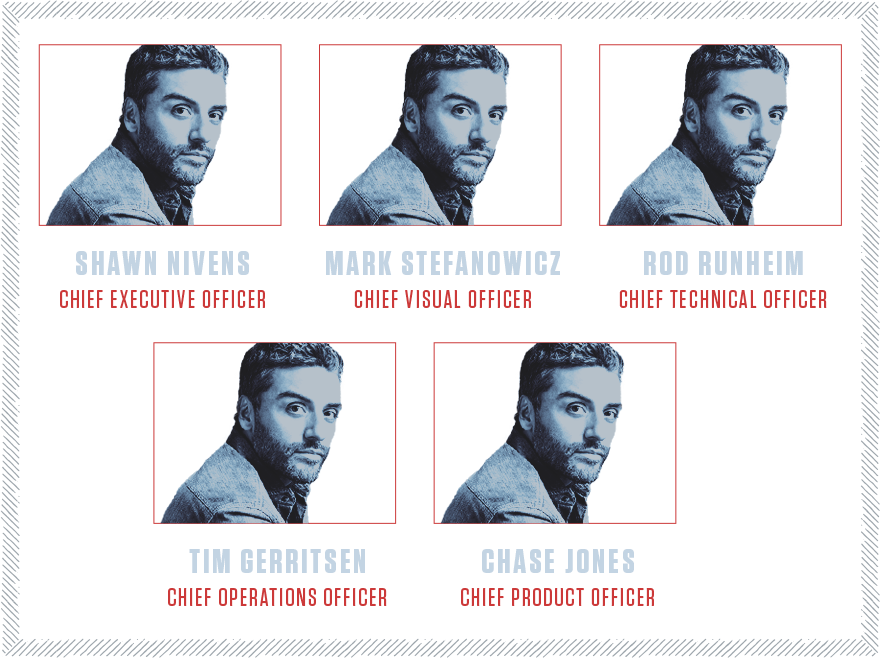 SHAWN NIVENS
CHIEF EXECUTIVE OFFICER
MARK STEFANOWICZ
CHIEF VISUAL OFFICER
ROD RUNHEIM
CHIEF TECHNICAL OFFICER
TIM GERRITSEN
CHIEF OPERATIONS OFFICER
CHASE JONES
CHIEF PRODUCT OFFICER